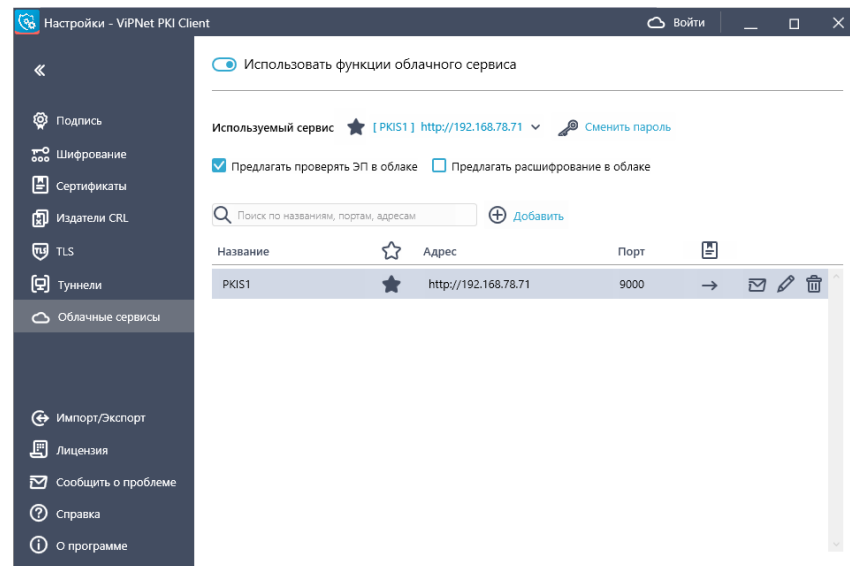 Настройки - ViPNet PKI Client
Войти
Использовать функции облачного сервиса
Подпись
Шифрование
Сертификаты
Издатели CRL
TLS
Туннели
Облачные сервисы
Импорт/Экспорт
Лицензия
Сообщить о проблеме
Справка
О программе
Используемый сервис [ PKIS1 ] http://192.168.78.71 Сменить пароль
Предлагать проверять ЭП в облаке Предлагать расшифрование в облаке
Поиск по названиям, портам, адресам Добавить
Название Адрес Порт
PKIS1 http://192.168.78.71 9000